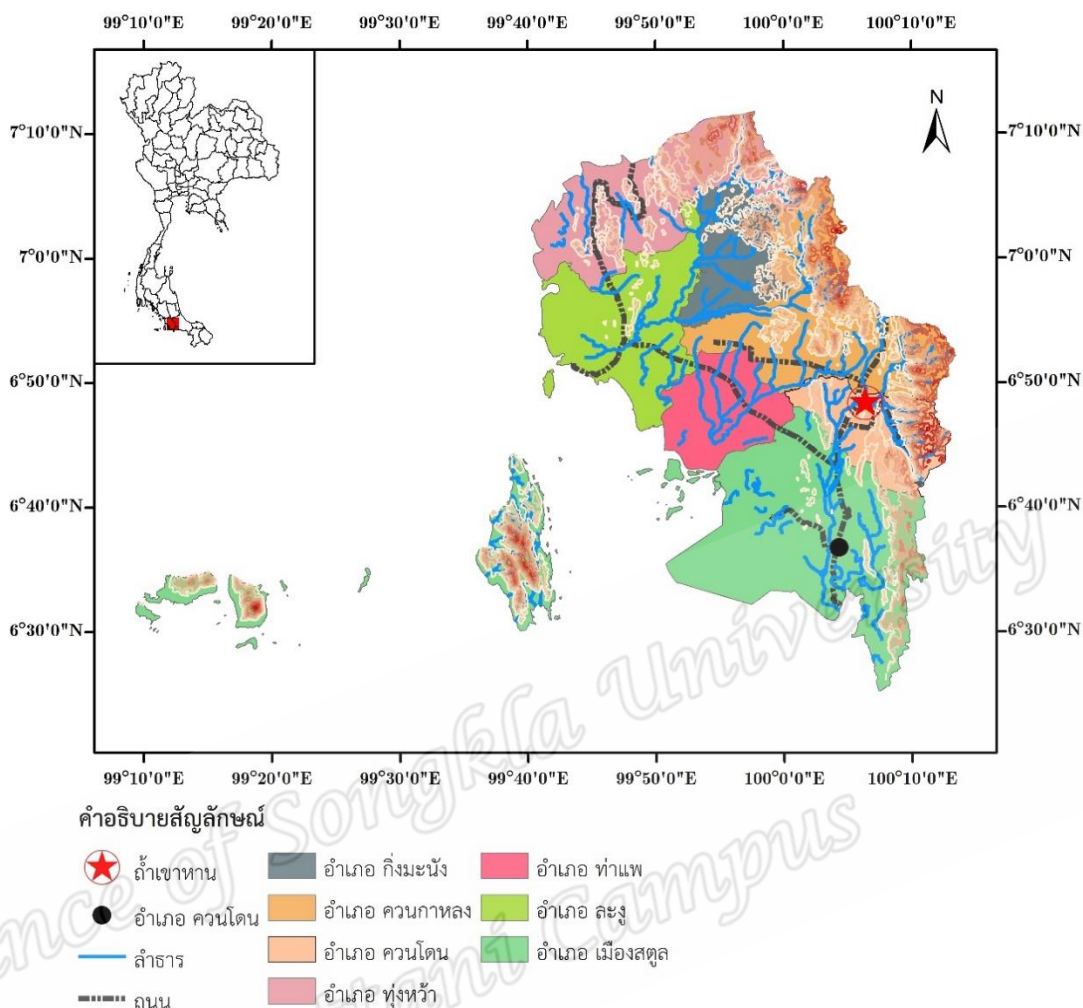 99°10'0"E 99°20'0"E 99°30'0"E 99°40'0"E 99°50'0"E 100°0'0"E 100°10'0"E
N
7°10'0"N 7°10'0"N
7°0'0"N 7°0'0"N
6°50'0"N 6°50'0"N
6°40'0"N 6°40'0"N
6°30'0"N 6°30'0"N
99°10'0"E 99°20'0"E 99°30'0"E 99°40'0"E 99°50'0"E 100°0'0"E 100°10'0"E
คำอธิบายสัญลักษณ์
ถ้ำเขาหาน
อำเภอ ควนโดน
ลำธาร
ถนน
อำเภอ กิ่งมะนัง
อำเภอ ควนกาหลง
อำเภอ ควนโดน
อำเภอ ทุ่งหว้า
อำเภอ ท่าแพ
อำเภอ ละงู
อำเภอ เมืองสตูล
nce of Songkla University
ttani Campus